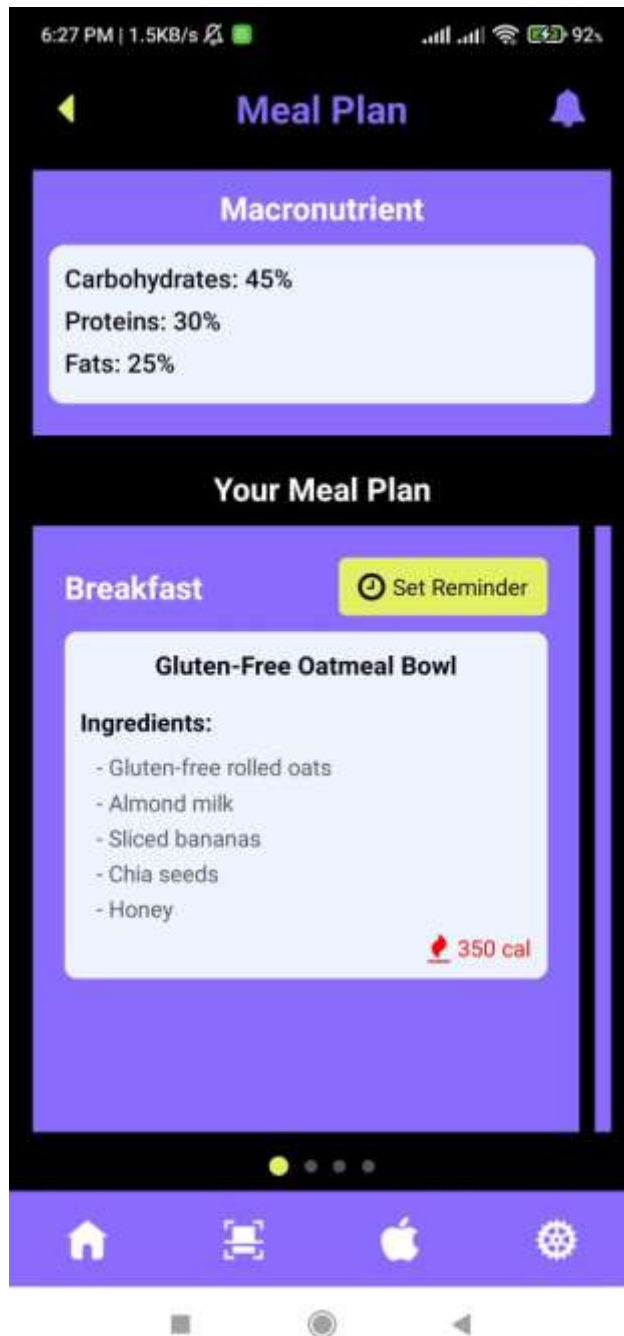 6:27 PM | 1.5KB/s 92%
Meal Plan
Macronutrient
Carbohydrates: 45%
Proteins: 30%
Fats: 25%
Your Meal Plan
Breakfast
Set Reminder
Gluten-Free Oatmeal Bowl
Ingredients:
- Gluten-free rolled oats
- Almond milk
- Sliced bananas
- Chia seeds
- Honey
350 cal